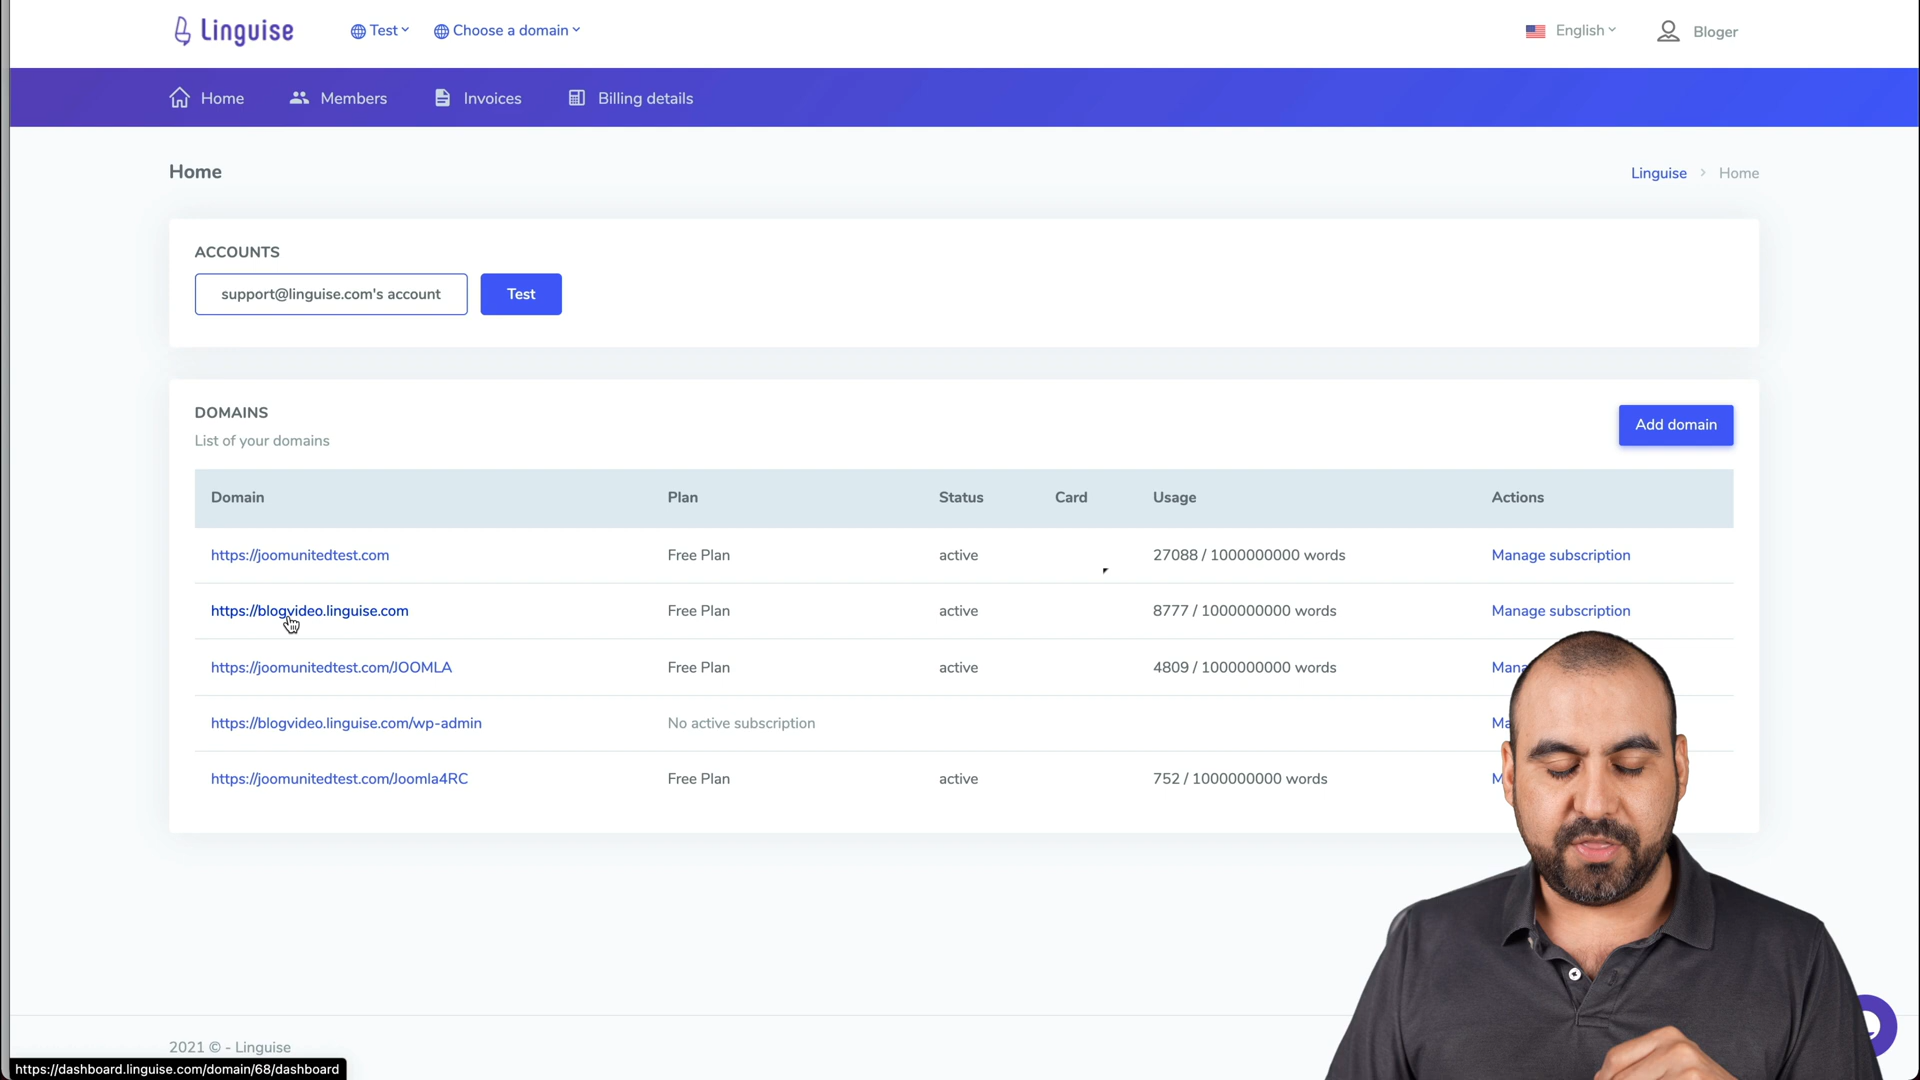 Linguise Test Choose a domain English Bloger
Home Members Invoices Billing details
Home Linguise Home
ACCOUNTS
support@linguise.com's account Test
DOMAINS
Add domain
List of your domains
Domain Plan Status Card Usage Actions
https://joomunitedtest.com Free Plan active 27088 / 1000000000 words Manage subscription
https://blogvideo.linguise.com Free Plan active 8777 / 1000000000 words Manage subscription
https://joomunitedtest.com/JOOMLA Free Plan active 4809 / 1000000000 words Mana
https://blogvideo.linguise.com/wp-admin No active subscription Ma
https://joomunitedtest.com/Joomla4RC Free Plan active 752 / 1000000000 words M
2021 © - Linguise
https://dashboard.linguise.com/domain/68/dashboard